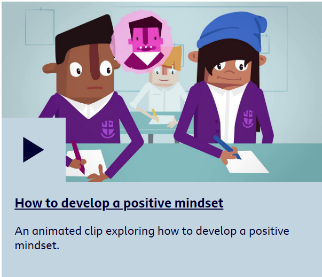 How to develop a positive mindset
An animated clip exploring how to develop a positive
mindset.